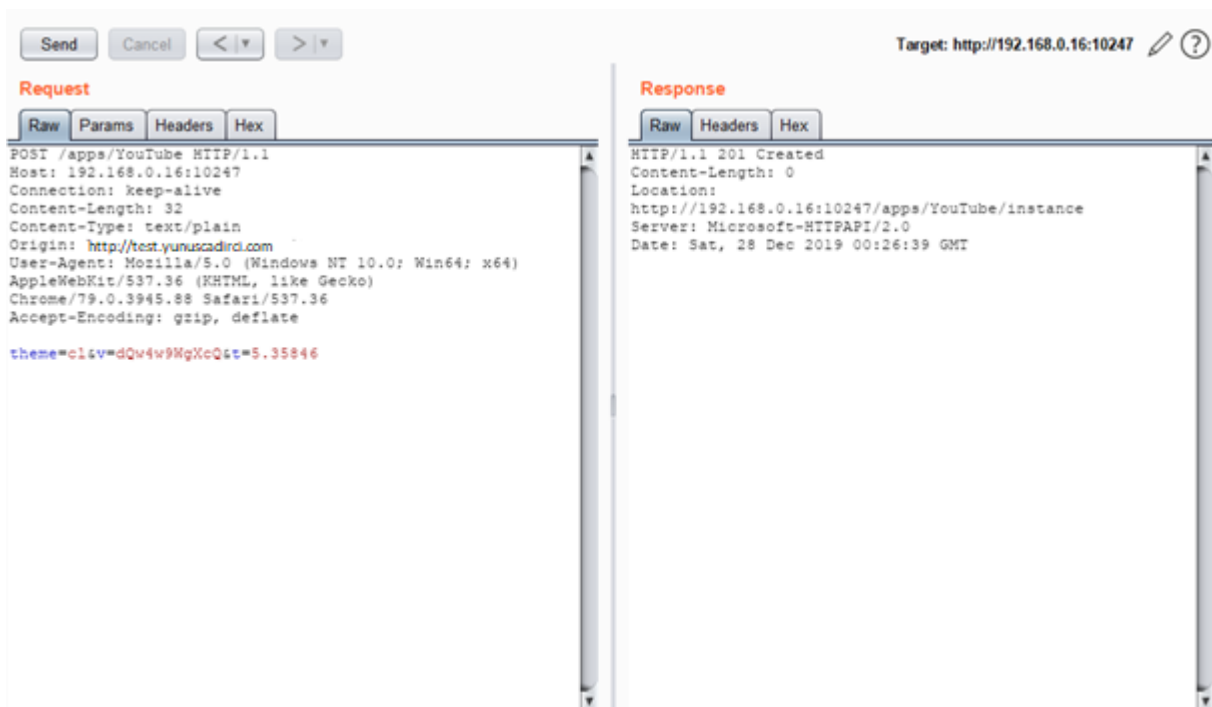 Send Cancel < > Target: http://192.168.0.16:10247 ?
Request
Raw Params Headers Hex
POST /apps/YouTube HTTP/1.1
Host: 192.168.0.16:10247
Connection: keep-alive
Content-Length: 32
Content-Type: text/plain
Origin: http://test.yunuscadirci.com
User-Agent: Mozilla/5.0 (Windows NT 10.0; Win64; x64)
AppleWebKit/537.36 (KHTML, like Gecko)
Chrome/79.0.3945.88 Safari/537.36
Accept-Encoding: gzip, deflate
theme=cl&v=dQw4w9WgXcQ&t=5.35846
Response
Raw Headers Hex
HTTP/1.1 201 Created
Content-Length: 0
Location:
http://192.168.0.16:10247/apps/YouTube/instance
Server: Microsoft-HTTPAPI/2.0
Date: Sat, 28 Dec 2019 00:26:39 GMT